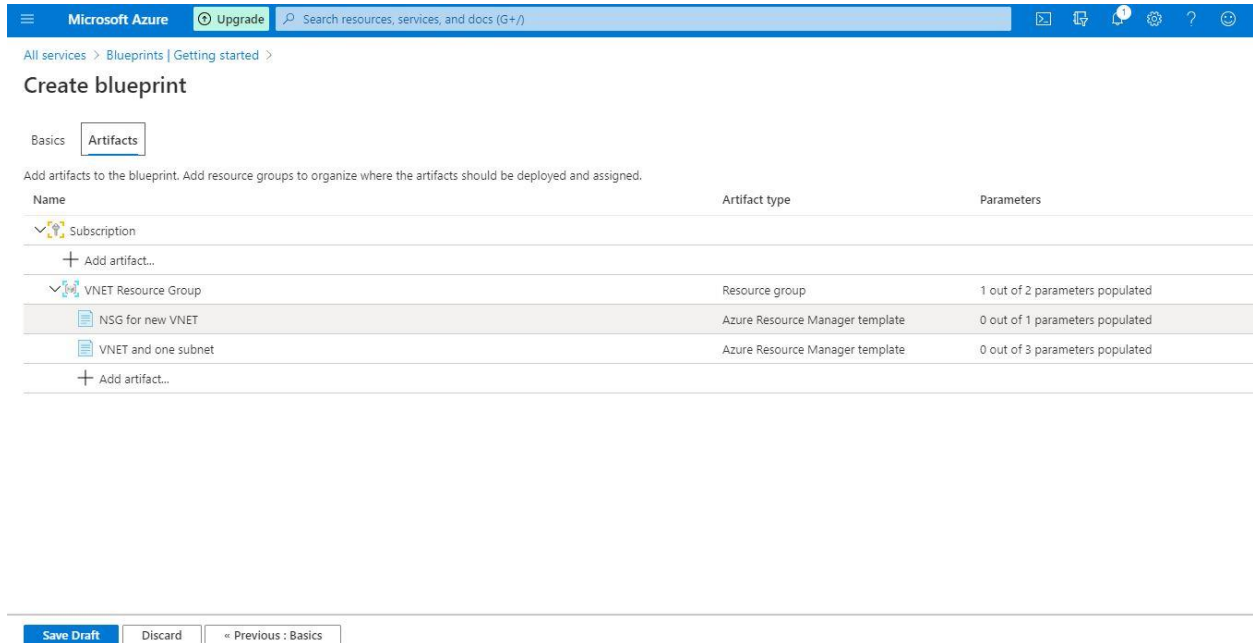 Microsoft Azure Upgrade Search resources, services, and docs (G+/) 1
All services > Blueprints | Getting started >
Create blueprint
Basics Artifacts
Add artifacts to the blueprint. Add resource groups to organize where the artifacts should be deployed and assigned.
Name Artifact type Parameters
Subscription
+ Add artifact...
VNET Resource Group Resource group 1 out of 2 parameters populated
NSG for new VNET Azure Resource Manager template 0 out of 1 parameters populated
VNET and one subnet Azure Resource Manager template 0 out of 3 parameters populated
+ Add artifact...
Save Draft Discard « Previous : Basics